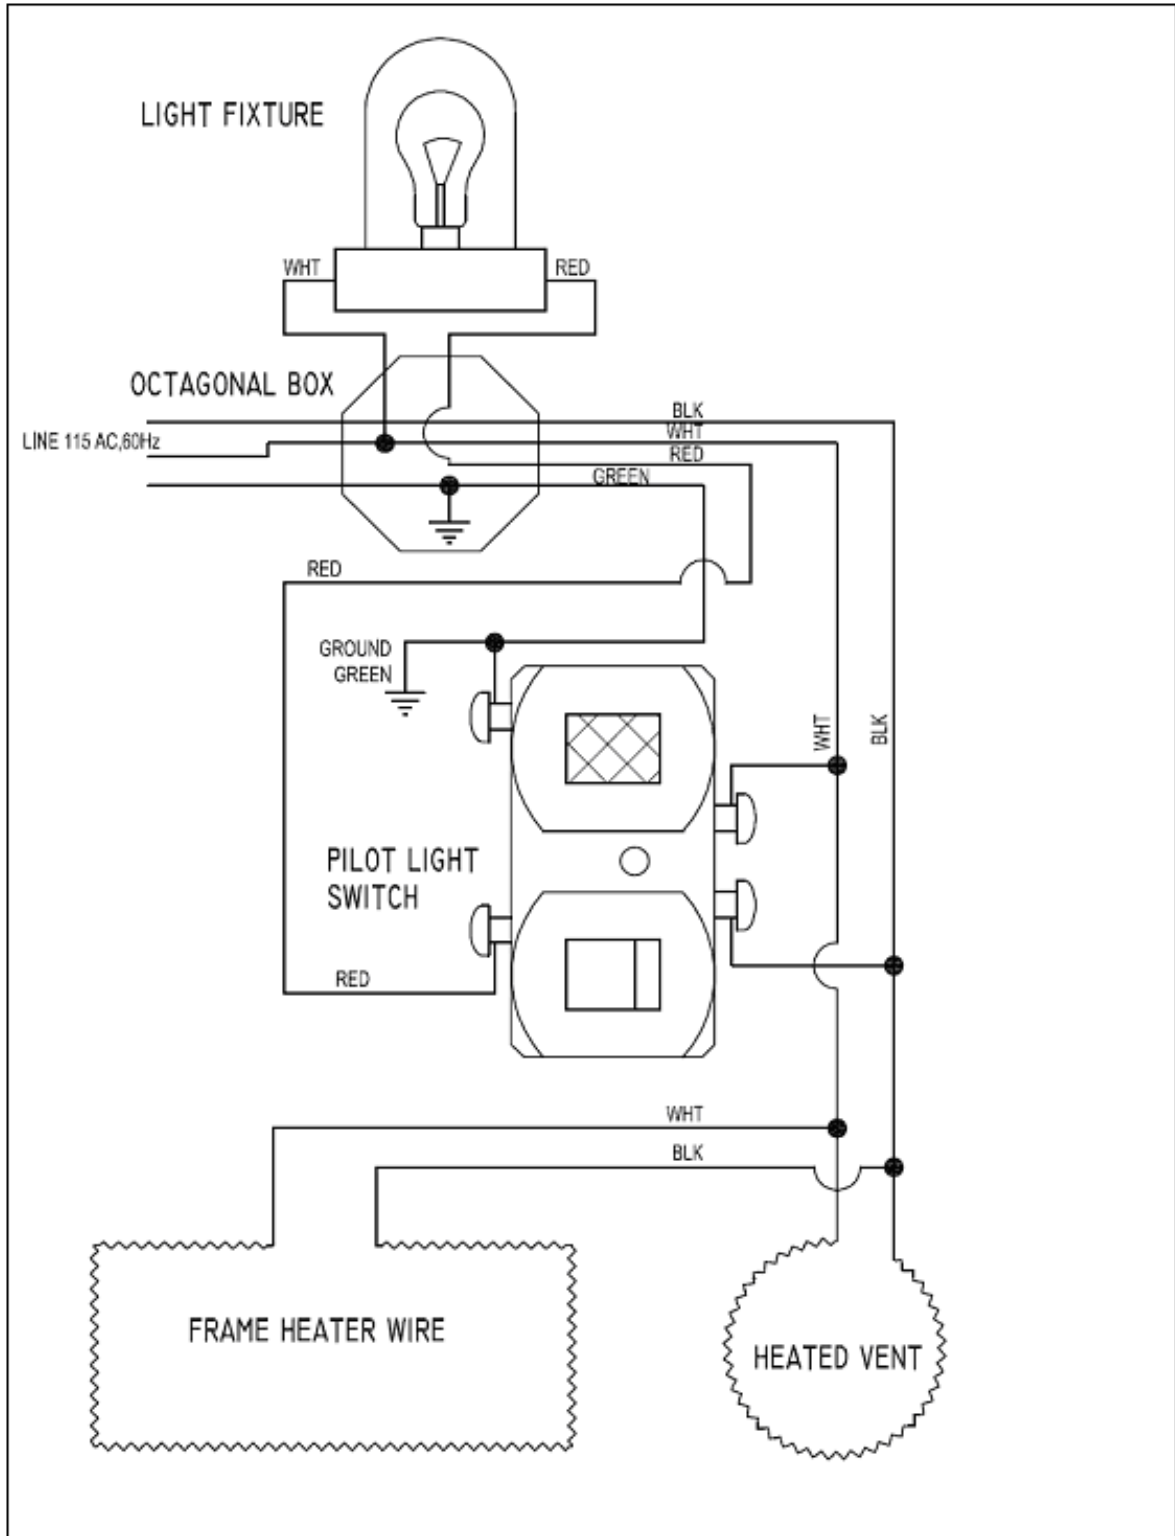 LIGHT FIXTURE
WHT
RED
OCTAGONAL BOX
BLK
LINE 115 AC,60Hz
WHT
RED
GREEN
RED
GROUND
GREEN
WHT
BLK
PILOT LIGHT
SWITCH
RED
WHT
BLK
FRAME HEATER WIRE
HEATED VENT